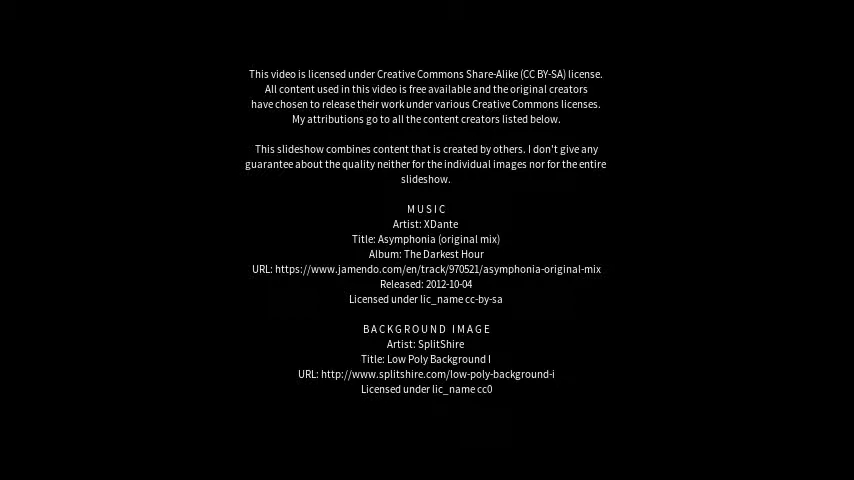 This video is licensed under Creative Commons Share-Alike (CC BY-SA) license.
All content used in this video is free available and the original creators
have chosen to release their work under various Creative Commons licenses.
My attributions go to all the content creators listed below.
This slideshow combines content that is created by others. I don't give any
guarantee about the quality neither for the individual images nor for the entire
slideshow.
MUSIC
Artist: XDante
Title: Asymphonia (original mix)
Album: The Darkest Hour
URL: https://www.jamendo.com/en/track/970521/asymphonia-original-mix
Released: 2012-10-04
Licensed under lic_name cc-by-sa
BACKGROUND IMAGE
Artist: SplitShire
Title: Low Poly Background I
URL: http://www.splitshire.com/low-poly-background-i
Licensed under lic_name cc0